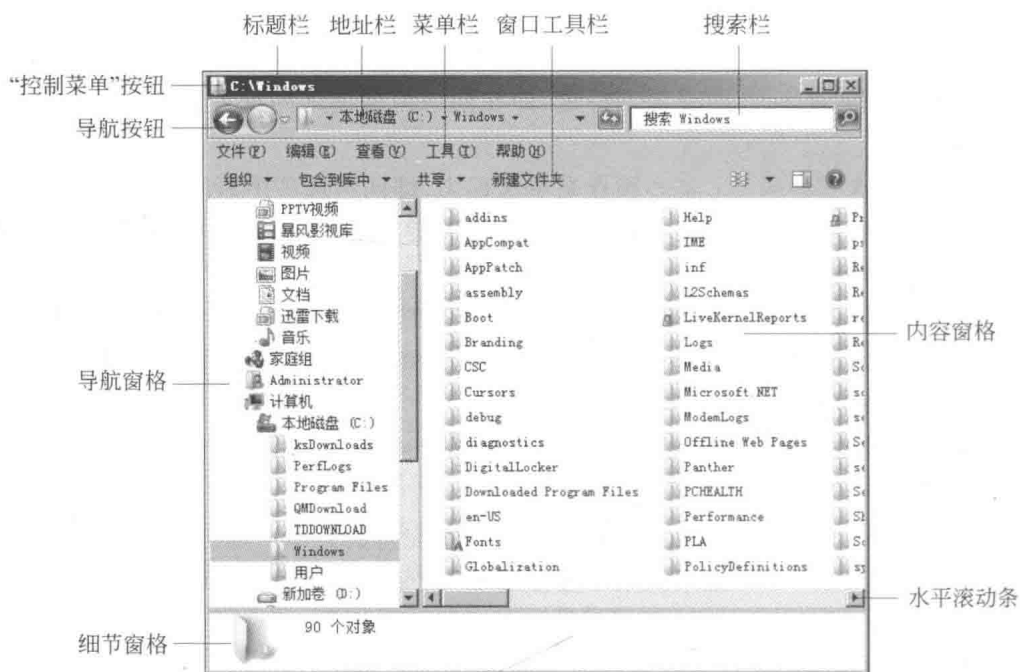 标题栏 地址栏 菜单栏 窗口工具栏 搜索栏
“控制菜单”按钮
C:\Windows
导航按钮
本地磁盘 (C:) Windows
搜索 Windows
文件(F) 编辑(E) 查看(V) 工具(T) 帮助(H)
组织 包含到库中 共享 新建文件夹
导航窗格
PPTV视频
暴风影视库
视频
图片
文档
迅雷下载
音乐
家庭组
Administrator
计算机
本地磁盘 (C:)
ksDownloads
PerfLogs
Program Files
QMDownload
TDDOWNLOAD
Windows
用户
新加卷 (D:)
addins
AppCompat
AppPatch
assembly
Boot
Branding
CSC
Cursors
debug
diagnostics
DigitalLocker
Downloaded Program Files
en-US
Fonts
Globalization
Help
IME
inf
L2Schemas
LiveKernelReports
Logs
Media
Microsoft.NET
ModemLogs
Offline Web Pages
Panther
PCHEALTH
Performance
PLA
PolicyDefinitions
内容窗格
水平滚动条
细节窗格
90 个对象